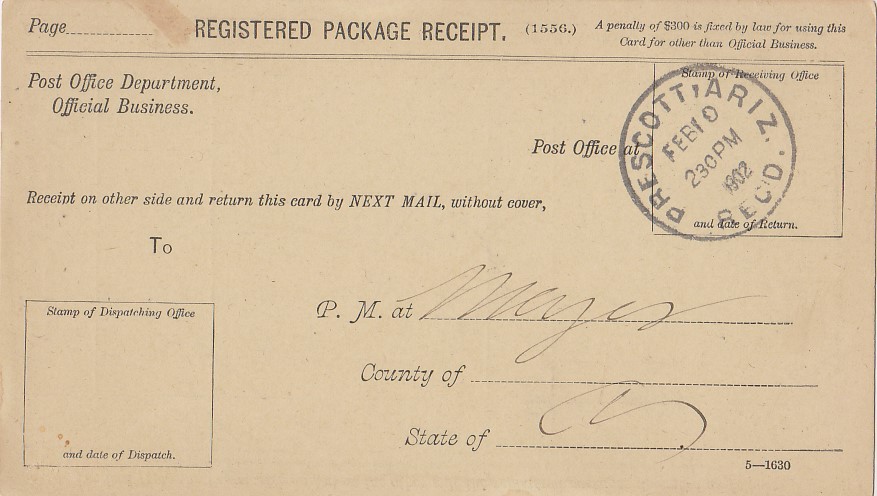 Page
REGISTERED PACKAGE RECEIPT. (1556.)
A penalty of $300 is fixed by law for using this
Card for other than Official Business.
Post Office Department,
Official Business.
Stamp of Receiving Office
PRESCOTT, ARIZ.
FEB 10
230PM
1902
REC'D.
Post Office at
and date of Return.
Receipt on other side and return this card by NEXT MAIL, without cover,
To
Stamp of Dispatching Office
and date of Dispatch.
P. M. at Mayer
County of
State of
5—1630